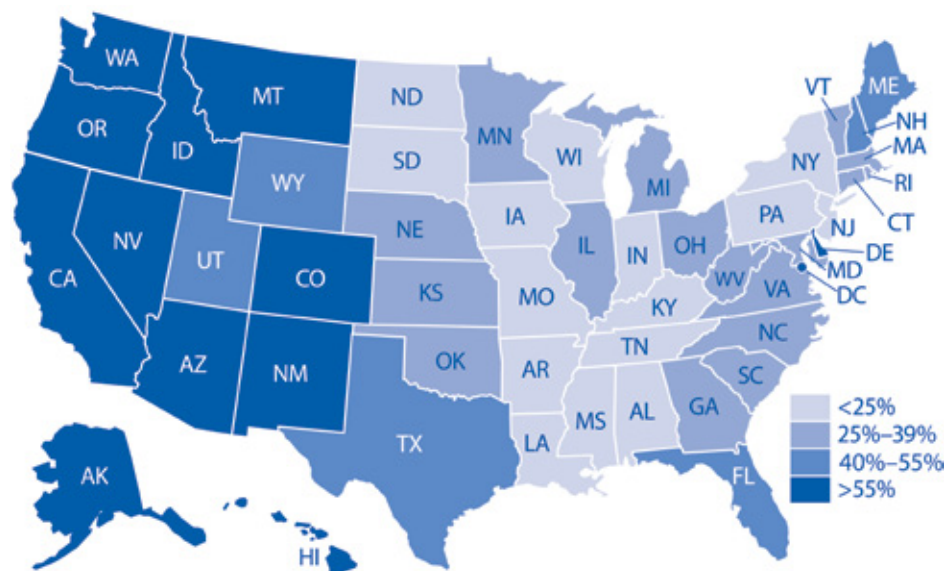 WA
MT
ND
MN
VT
ME
OR
ID
SD
WI
NH
MA
WY
MI
NY
RI
CT
NE
IA
PA
NJ
NV
UT
CO
IL
IN
OH
DE
MD
DC
CA
KS
MO
WV
VA
KY
NC
AZ
NM
OK
AR
TN
SC
MS
AL
GA
TX
LA
FL
AK
HI
<25%
25%–39%
40%–55%
>55%